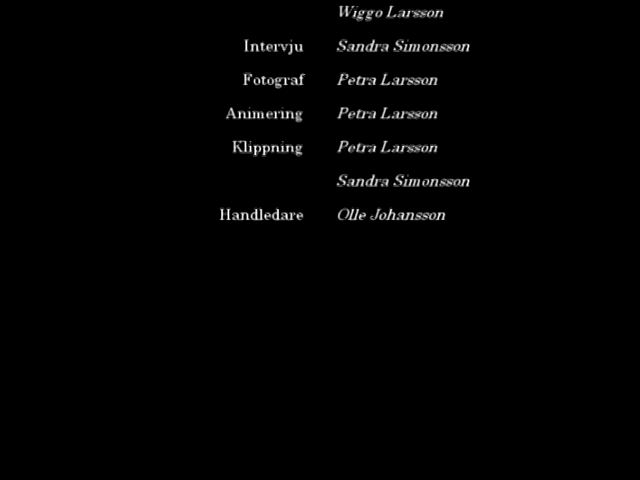 Wiggo Larsson
Intervju Sandra Simonsson
Fotograf Petra Larsson
Animering Petra Larsson
Klippning Petra Larsson
Sandra Simonsson
Handledare Olle Johansson